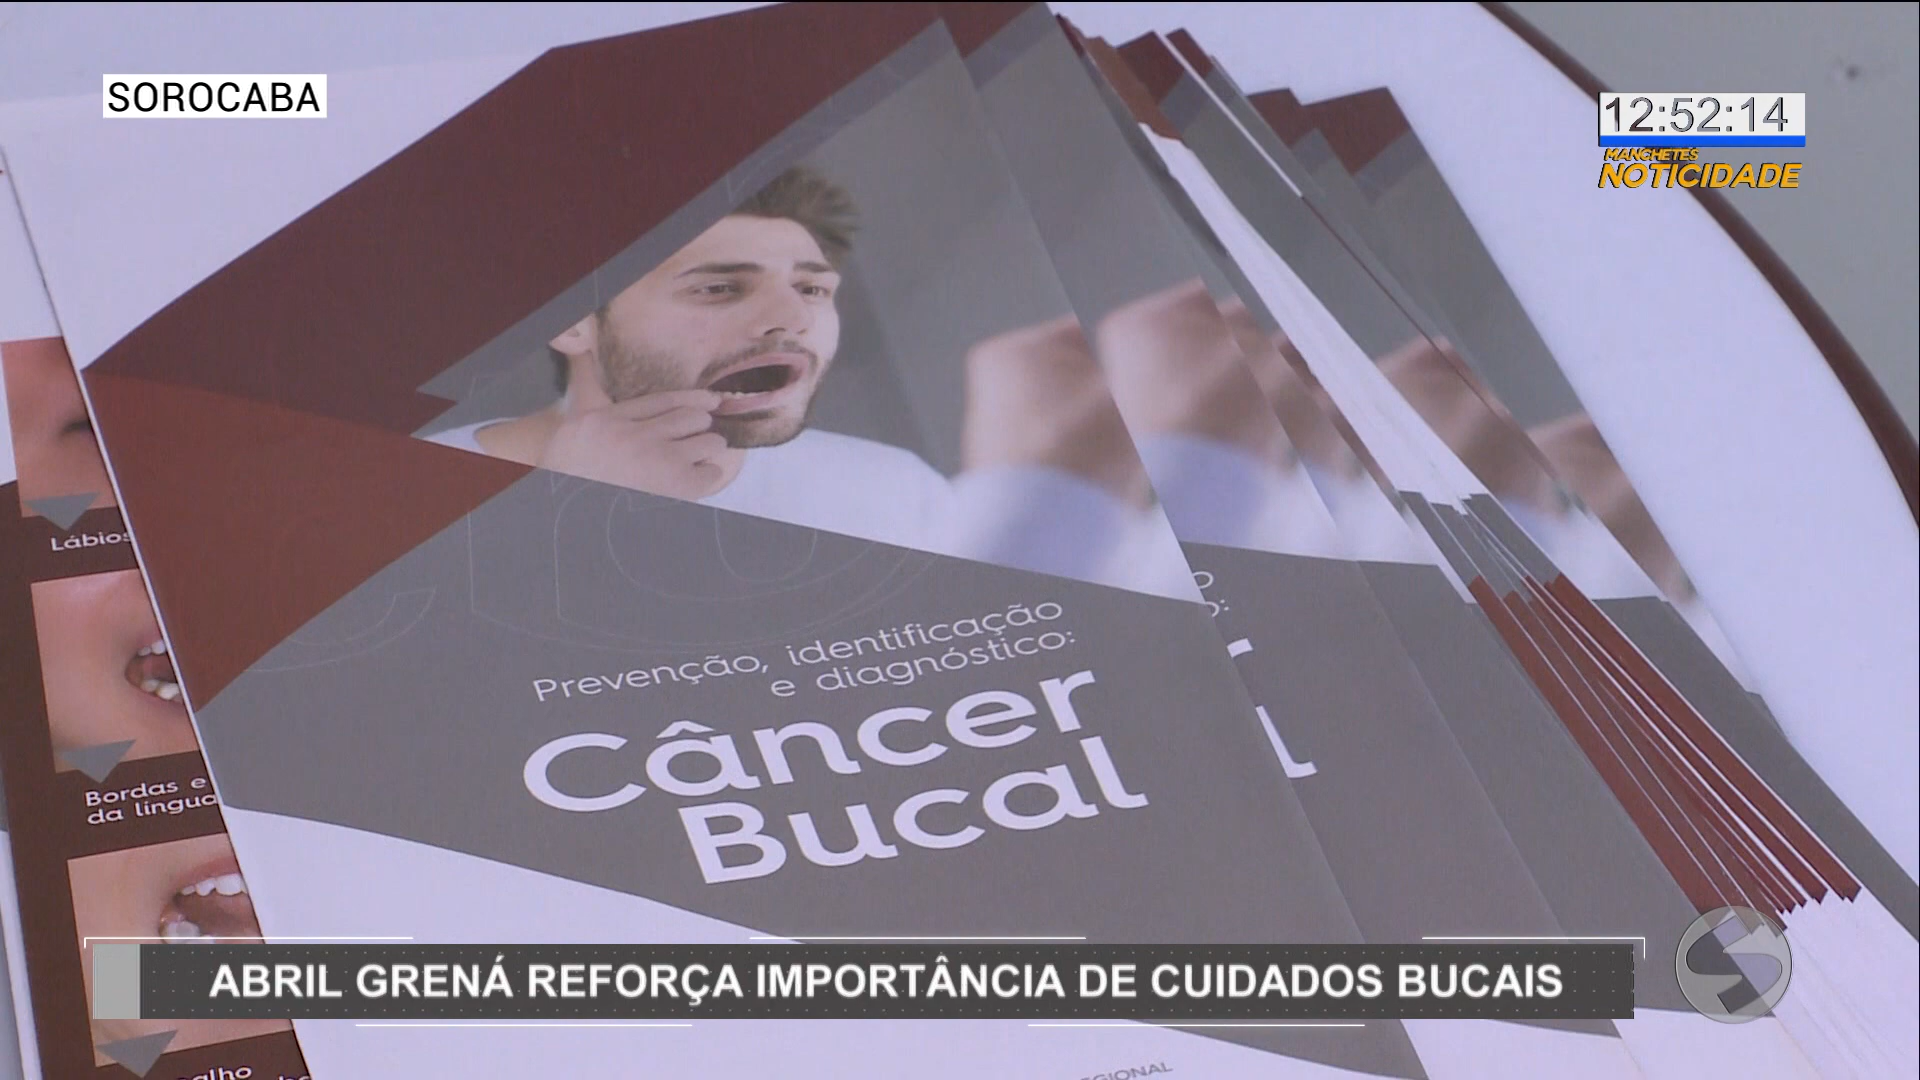 SOROCABA
12:52:14
MANCHETES
NOTICIDADE
Lábios
Bordas e
da língua
Prevenção, identificação
e diagnóstico:
Câncer
Bucal
ABRIL GRENÁ REFORÇA IMPORTÂNCIA DE CUIDADOS BUCAIS